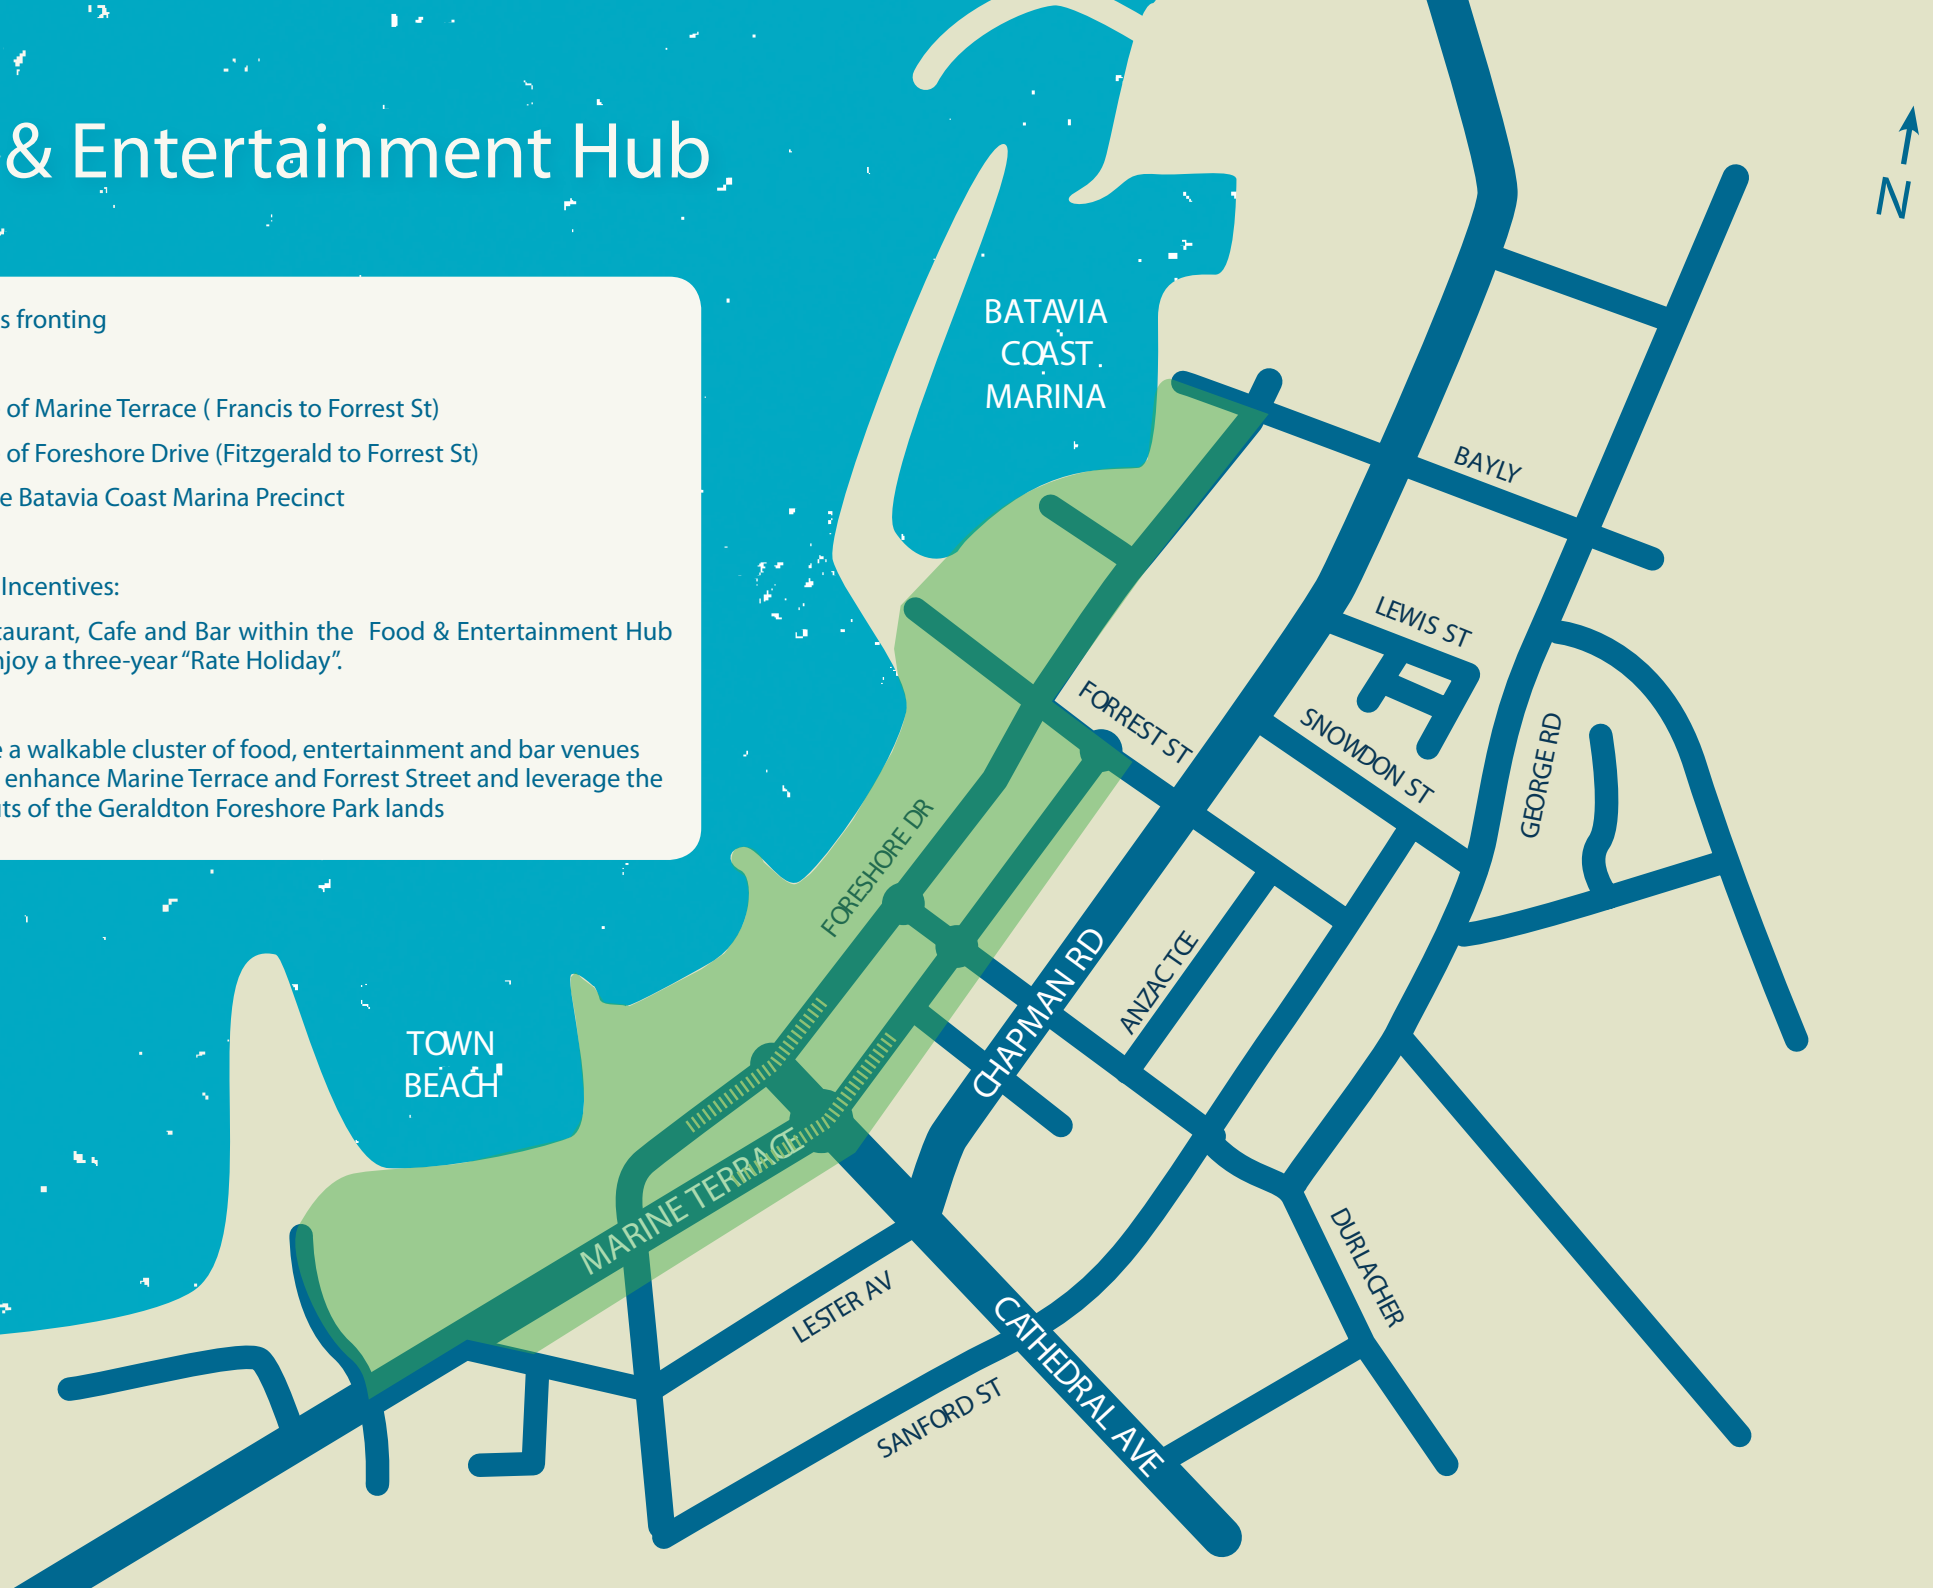 & Entertainment Hub
s fronting
of Marine Terrace ( Francis to Forrest St)
of Foreshore Drive (Fitzgerald to Forrest St)
e Batavia Coast Marina Precinct
Incentives:
taurant, Cafe and Bar within the Food & Entertainment Hub
njoy a three-year “Rate Holiday”.
e a walkable cluster of food, entertainment and bar venues
enhance Marine Terrace and Forrest Street and leverage the
uts of the Geraldton Foreshore Park lands
N
BATAVIA
COAST
MARINA
BAYLY
LEWIS ST
FORREST ST
SNOWDON ST
GEORGE RD
FORESHORE DR
CHAPMAN RD
ANZAC TCE
TOWN
BEACH
MARINE TERRACE
LESTER AV
DURLACHER
CATHEDRAL AVE
SANFORD ST